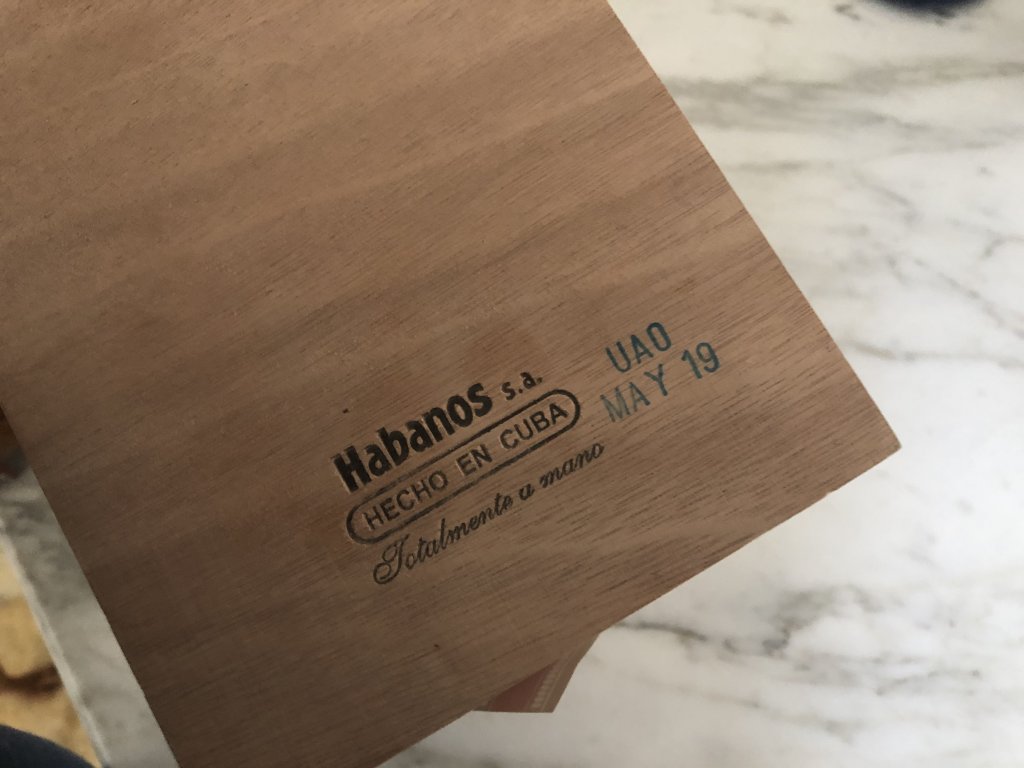 Habanos s.a.
HECHO EN CUBA
Totalmente a mano
UAO
MAY 19